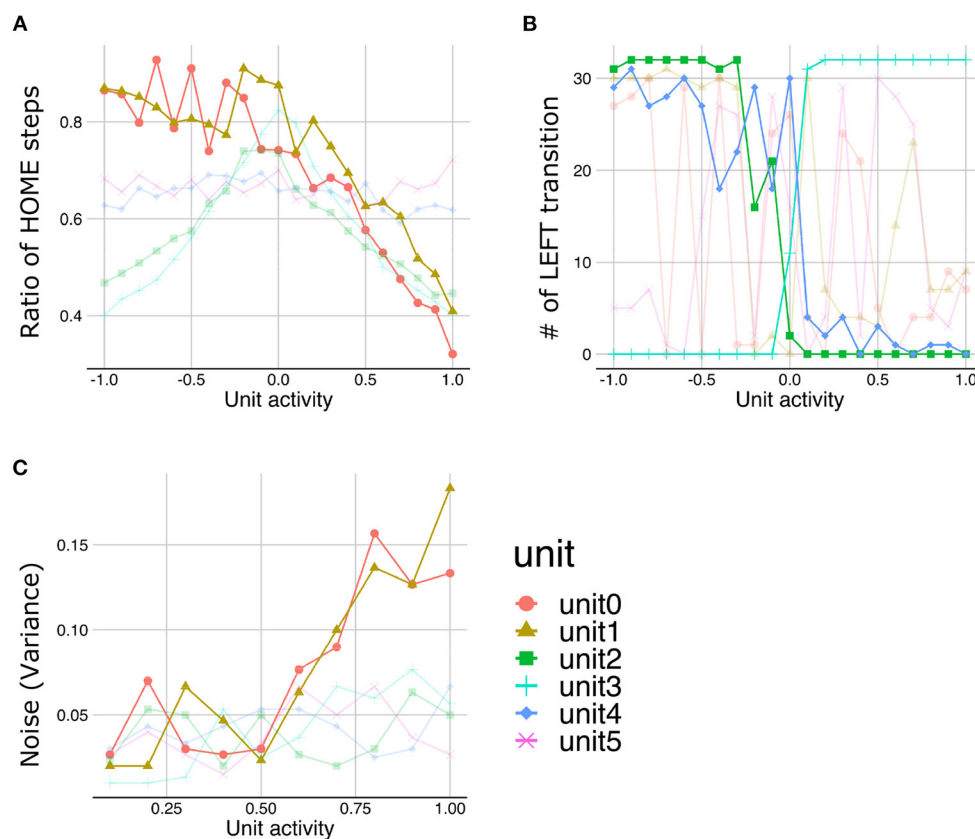 A
Ratio of HOME steps
0.8
0.6
0.4
-1.0 -0.5 0.0 0.5 1.0
Unit activity
B
# of LEFT transition
30
20
10
0
-1.0 -0.5 0.0 0.5 1.0
Unit activity
C
Noise (Variance)
0.15
0.10
0.05
0.25 0.50 0.75 1.00
Unit activity
unit
unit0
unit1
unit2
unit3
unit4
unit5